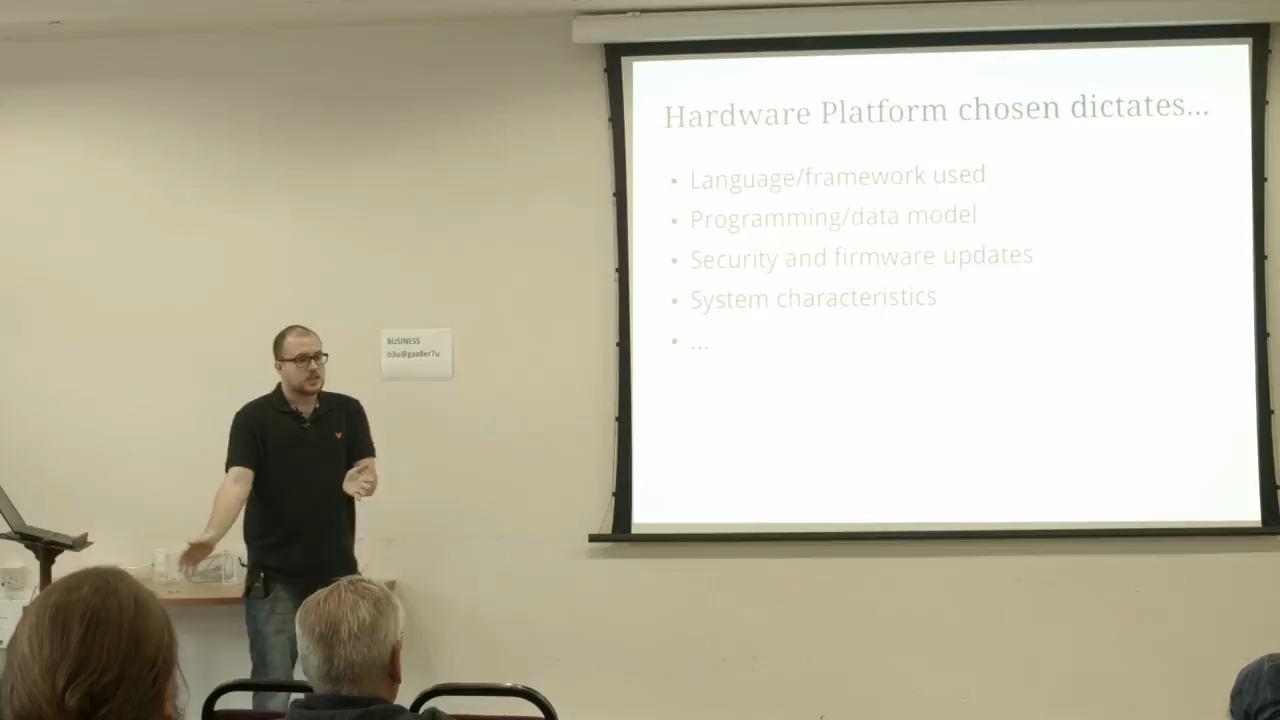 Hardware Platform chosen dictates...
• Language/framework used
• Programming/data model
• Security and firmware updates
• System characteristics
• ...
BUSINESS